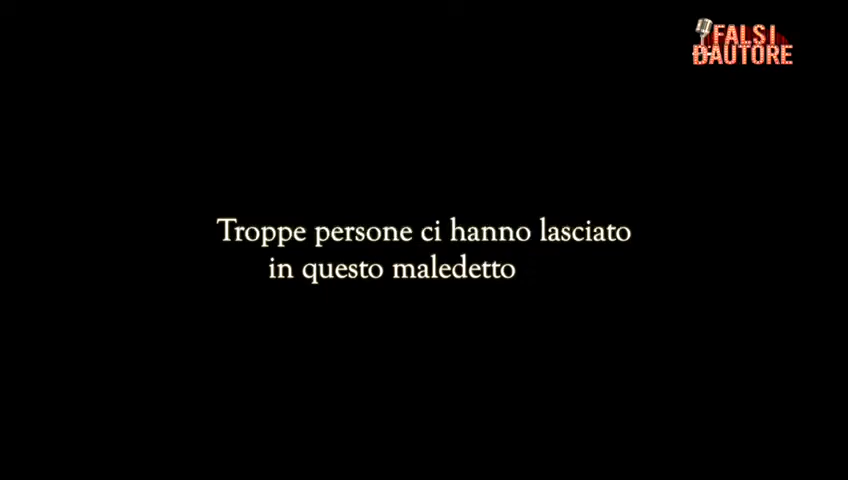 FALSI
D'AUTORE
Troppe persone ci hanno lasciato
in questo maledetto